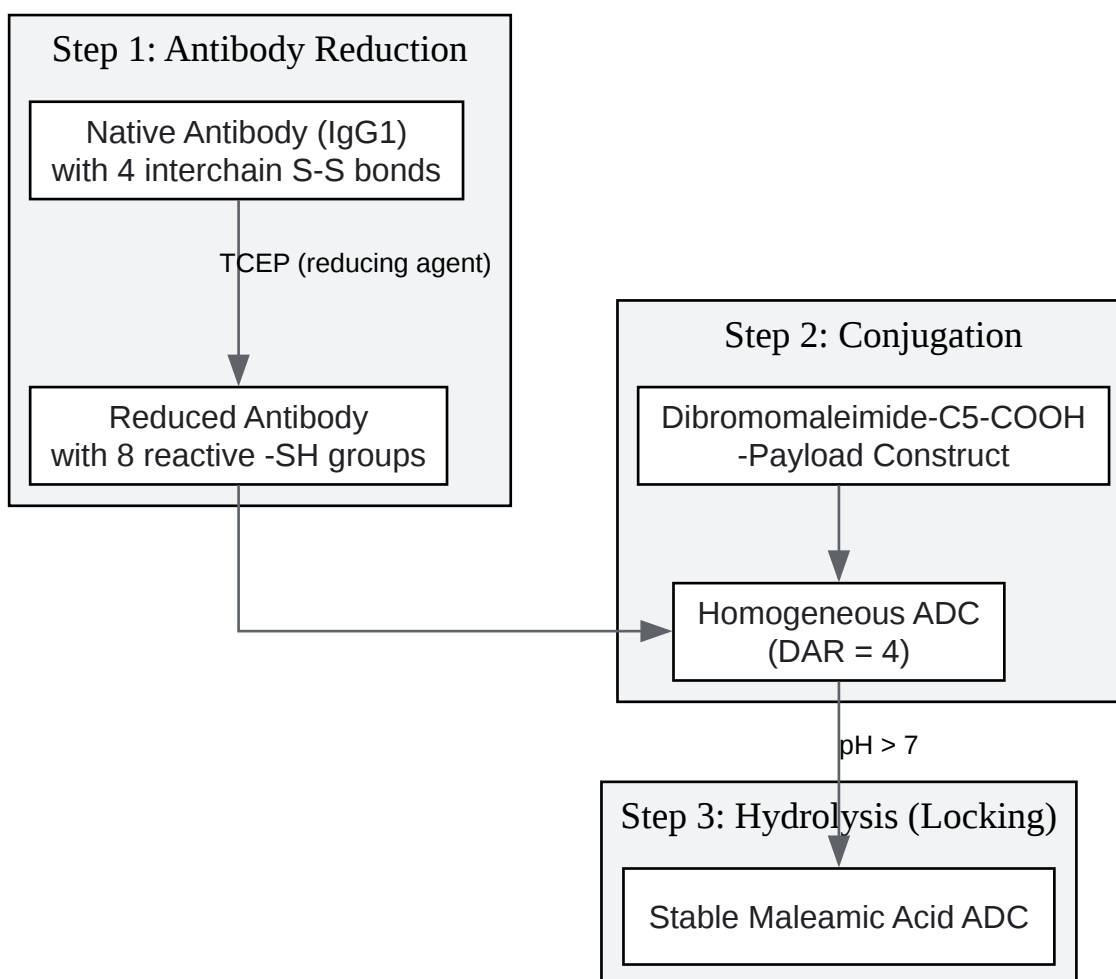 Step 1: Antibody Reduction
Native Antibody (IgG1)
with 4 interchain S-S bonds
TCEP (reducing agent)
Reduced Antibody
with 8 reactive -SH groups
Step 2: Conjugation
Dibromomaleimide-C5-COOH
-Payload Construct
Homogeneous ADC
(DAR = 4)
pH > 7
Step 3: Hydrolysis (Locking)
Stable Maleamic Acid ADC